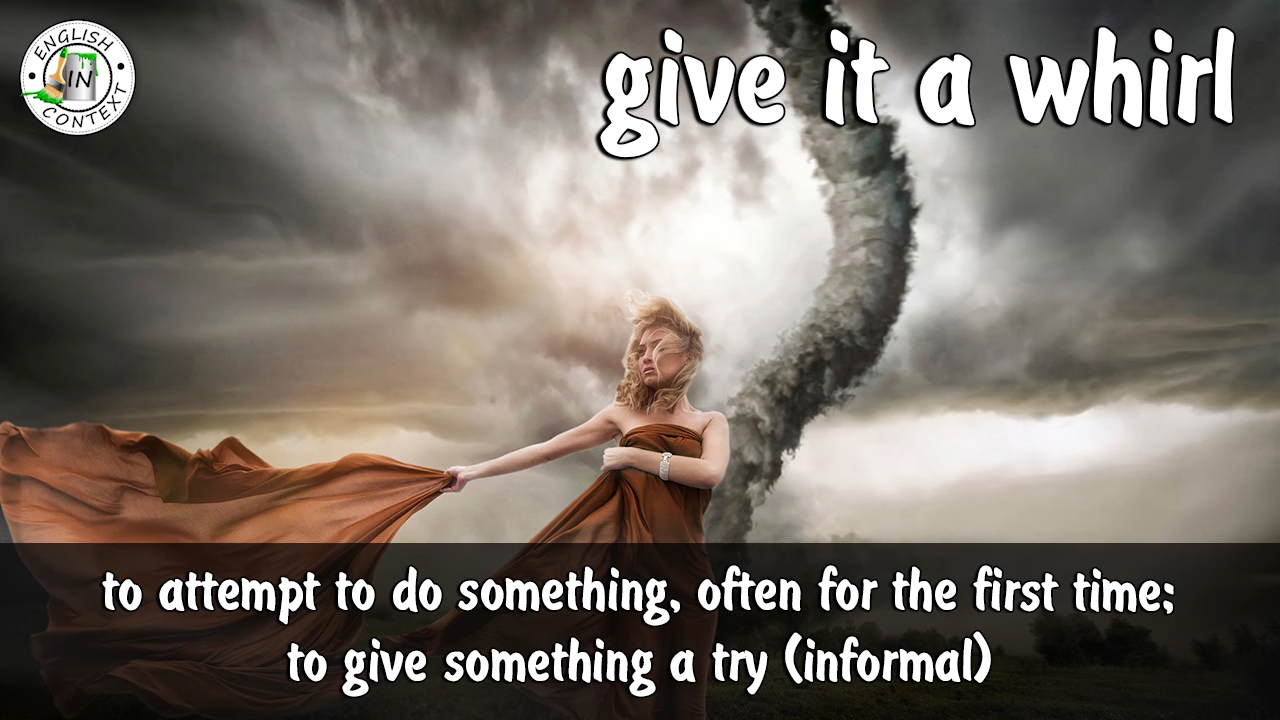 ENGLISH
IN
CONTEXT
give it a whirl
to attempt to do something, often for the first time;
to give something a try (informal)